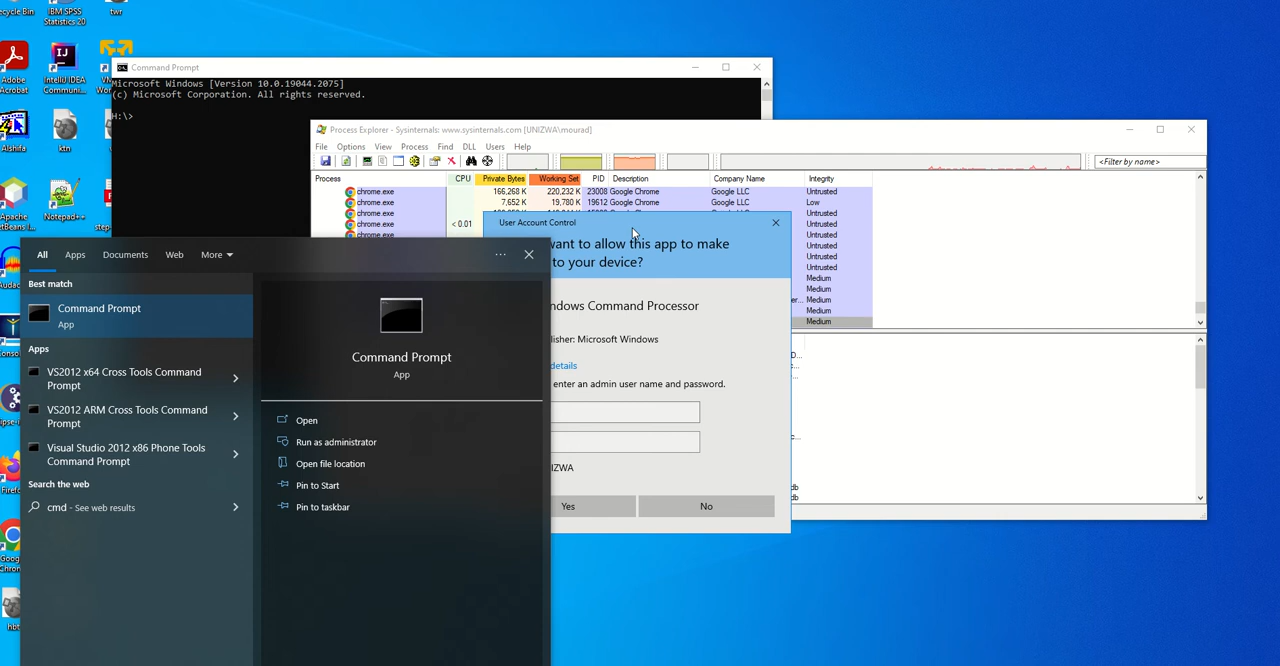 IBM SPSS
Statistics 20
twr
Adobe
Acrobat
IntelliJ IDEA
Communi...
Alshifa
ktn
Apache
Notepad++
Command Prompt
Microsoft Windows [Version 10.0.19044.2075]
(c) Microsoft Corporation. All rights reserved.
H:\>
Process Explorer - Sysinternals: www.sysinternals.com [UNIZWA\mourad]
File Options View Process Find DLL Users Help
<Filter by name>
Process CPU Private Bytes Working Set PID Description Company Name Integrity
chrome.exe 166,268 K 220,232 K 23008 Google Chrome Google LLC Untrusted
chrome.exe 7,652 K 19,780 K 19612 Google Chrome Google LLC Low
chrome.exe Google Chrome Google LLC Untrusted
chrome.exe < 0.01 Untrusted
chrome.exe Untrusted
Untrusted
Untrusted
Untrusted
Medium
Medium
Medium
Medium
Medium
User Account Control
want to allow this app to make
to your device?
ndows Command Processor
lisher: Microsoft Windows
details
enter an admin user name and password.
IZWA
Yes No
All Apps Documents Web More
Best match
Command Prompt
App
Apps
VS2012 x64 Cross Tools Command
Prompt
VS2012 ARM Cross Tools Command
Prompt
Visual Studio 2012 x86 Phone Tools
Command Prompt
Search the web
cmd - See web results
Command Prompt
App
Open
Run as administrator
Open file location
Pin to Start
Pin to taskbar